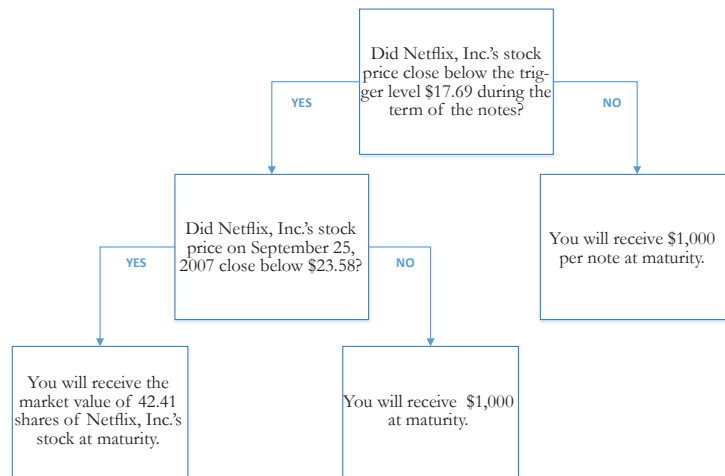 Did Netflix, Inc.'s stock
price close below the trig-
ger level $17.69 during the
term of the notes?
YES
NO
Did Netflix, Inc.'s stock
price on September 25,
2007 close below $23.58?
You will receive $1,000
per note at maturity.
YES
NO
You will receive the
market value of 42.41
shares of Netflix, Inc.'s
stock at maturity.
You will receive $1,000
at maturity.